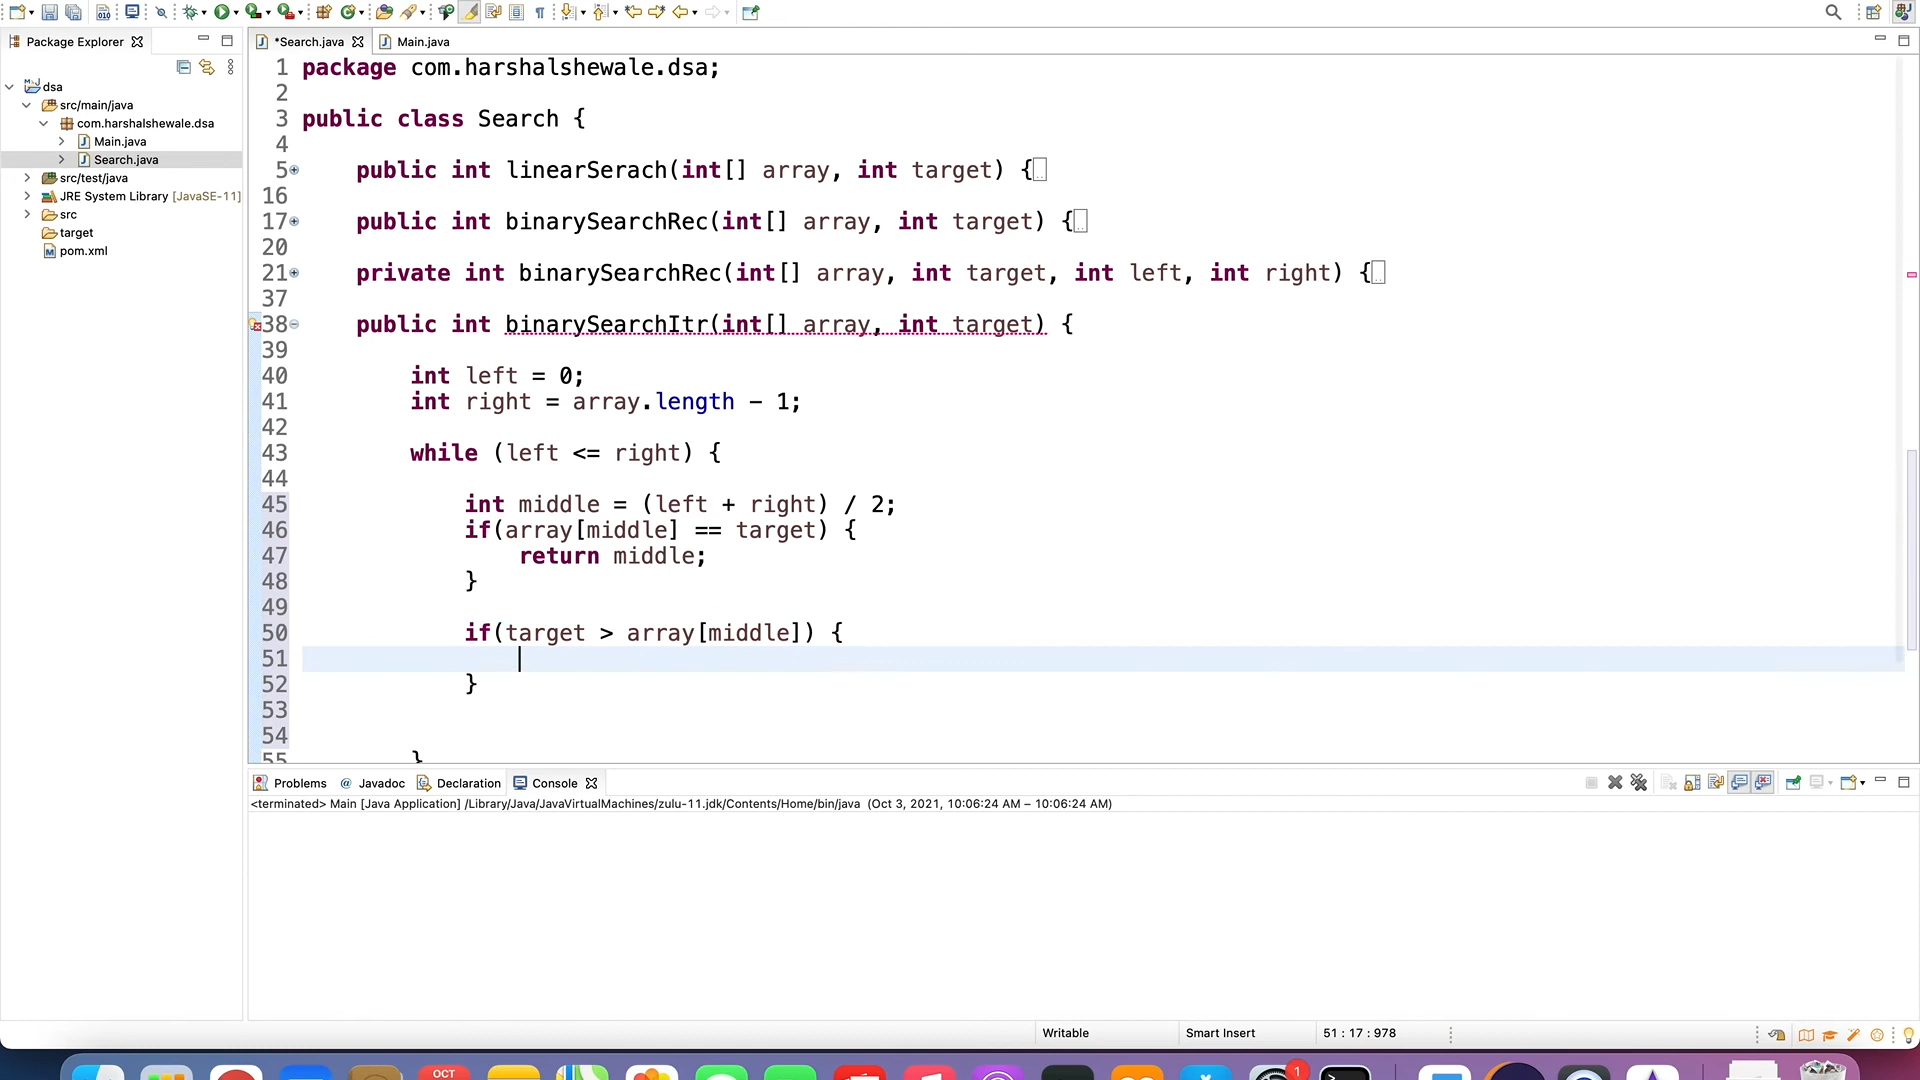 Package Explorer
*Search.java
Main.java
dsa
src/main/java
com.harshalshewale.dsa
Main.java
Search.java
src/test/java
JRE System Library [JavaSE-11]
src
target
pom.xml
1 package com.harshalshewale.dsa;
2
3 public class Search {
4
5 public int linearSerach(int[] array, int target) {
16
17 public int binarySearchRec(int[] array, int target) {
20
21 private int binarySearchRec(int[] array, int target, int left, int right) {
37
38 public int binarySearchItr(int[] array, int target) {
39
40 int left = 0;
41 int right = array.length - 1;
42
43 while (left <= right) {
44
45 int middle = (left + right) / 2;
46 if(array[middle] == target) {
47 return middle;
48 }
49
50 if(target > array[middle]) {
51
52 }
53
54
55 }
Problems @ Javadoc Declaration Console
<terminated> Main [Java Application] /Library/Java/JavaVirtualMachines/zulu-11.jdk/Contents/Home/bin/java (Oct 3, 2021, 10:06:24 AM – 10:06:24 AM)
Writable Smart Insert 51 : 17 : 978
OCT
1